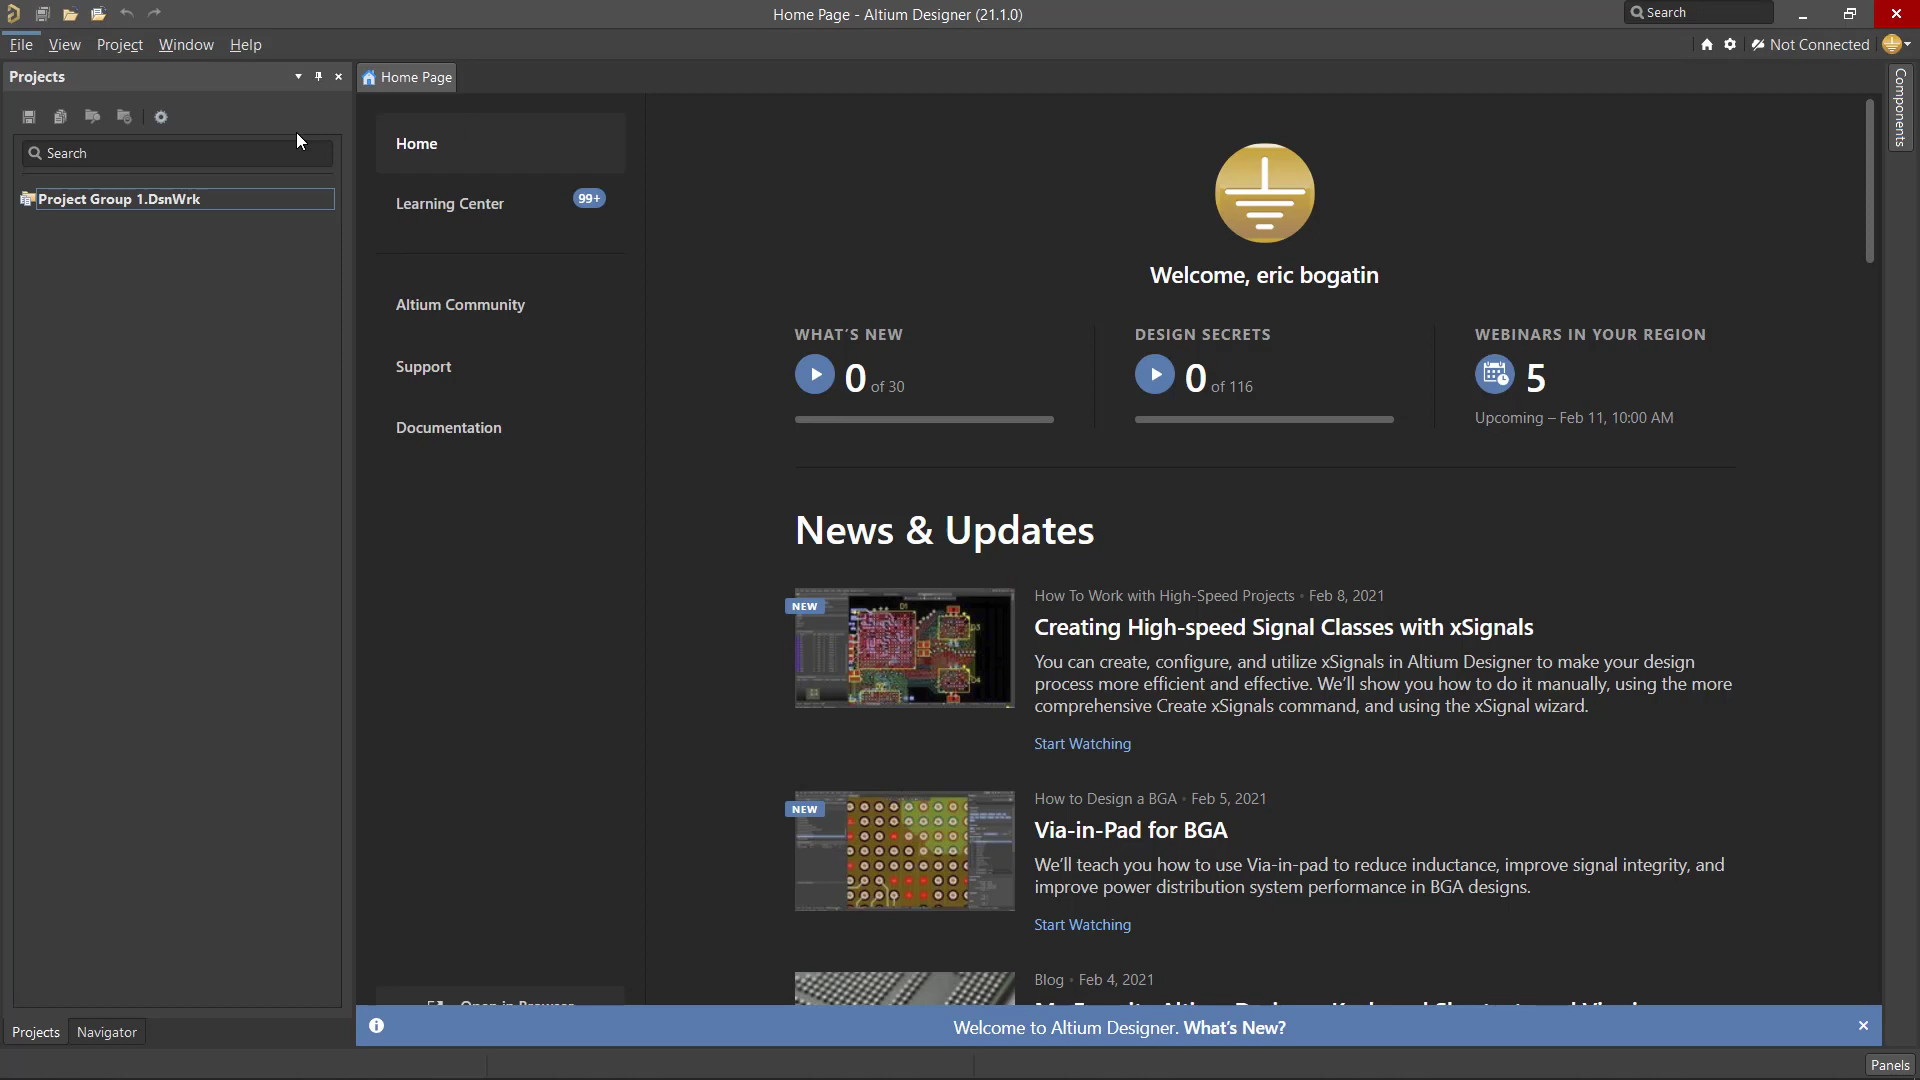 Home Page - Altium Designer (21.1.0)
Search
File View Project Window Help
Not Connected
Projects
Home Page
Components
Search
Project Group 1.DsnWrk
Home
Learning Center 99+
Altium Community
Support
Documentation
Welcome, eric bogatin
WHAT'S NEW
0 of 30
DESIGN SECRETS
0 of 116
WEBINARS IN YOUR REGION
5
Upcoming – Feb 11, 10:00 AM
News & Updates
NEW
How To Work with High-Speed Projects • Feb 8, 2021
Creating High-speed Signal Classes with xSignals
You can create, configure, and utilize xSignals in Altium Designer to make your design
process more efficient and effective. We'll show you how to do it manually, using the more
comprehensive Create xSignals command, and using the xSignal wizard.
Start Watching
NEW
How to Design a BGA • Feb 5, 2021
Via-in-Pad for BGA
We'll teach you how to use Via-in-pad to reduce inductance, improve signal integrity, and
improve power distribution system performance in BGA designs.
Start Watching
Blog • Feb 4, 2021
Open in Browser
Welcome to Altium Designer. What's New?
Projects Navigator
Panels